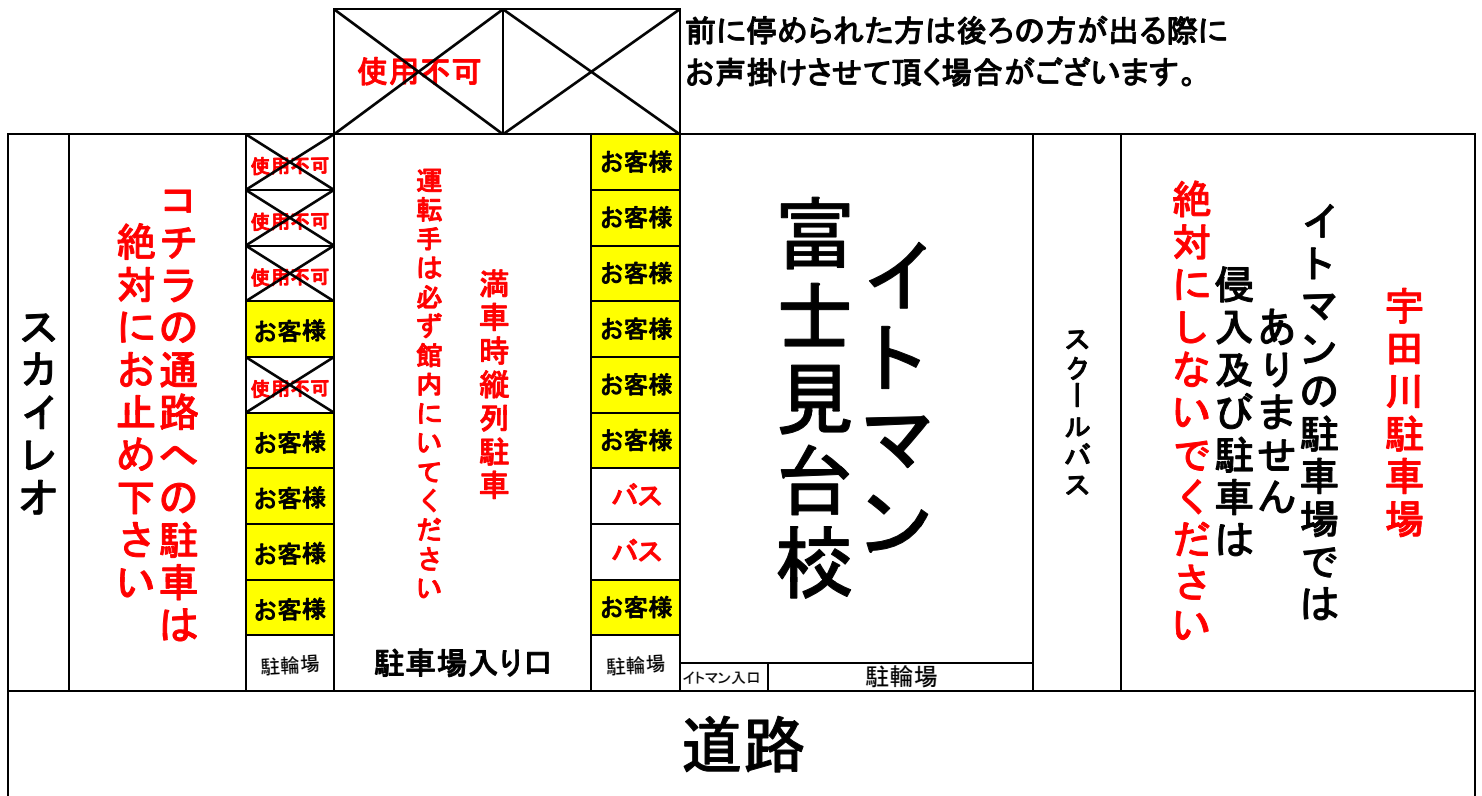 前に停められた方は後ろの方が出る際に
お声掛けさせて頂く場合がございます。
使用不可
スカイレオ
コチラの通路への駐車は
絶対にお止め下さい
使用不可
使用不可
使用不可
お客様
使用不可
お客様
お客様
お客様
お客様
駐輪場
満車時縦列駐車
運転手は必ず館内にいてください
駐車場入り口
お客様
お客様
お客様
お客様
お客様
お客様
バス
バス
お客様
駐輪場
イトマン
富士見台校
イトマン入口
駐輪場
スクールバス
宇田川駐車場
イトマンの駐車場では
ありません
侵入及び駐車は
絶対にしないでください
道路